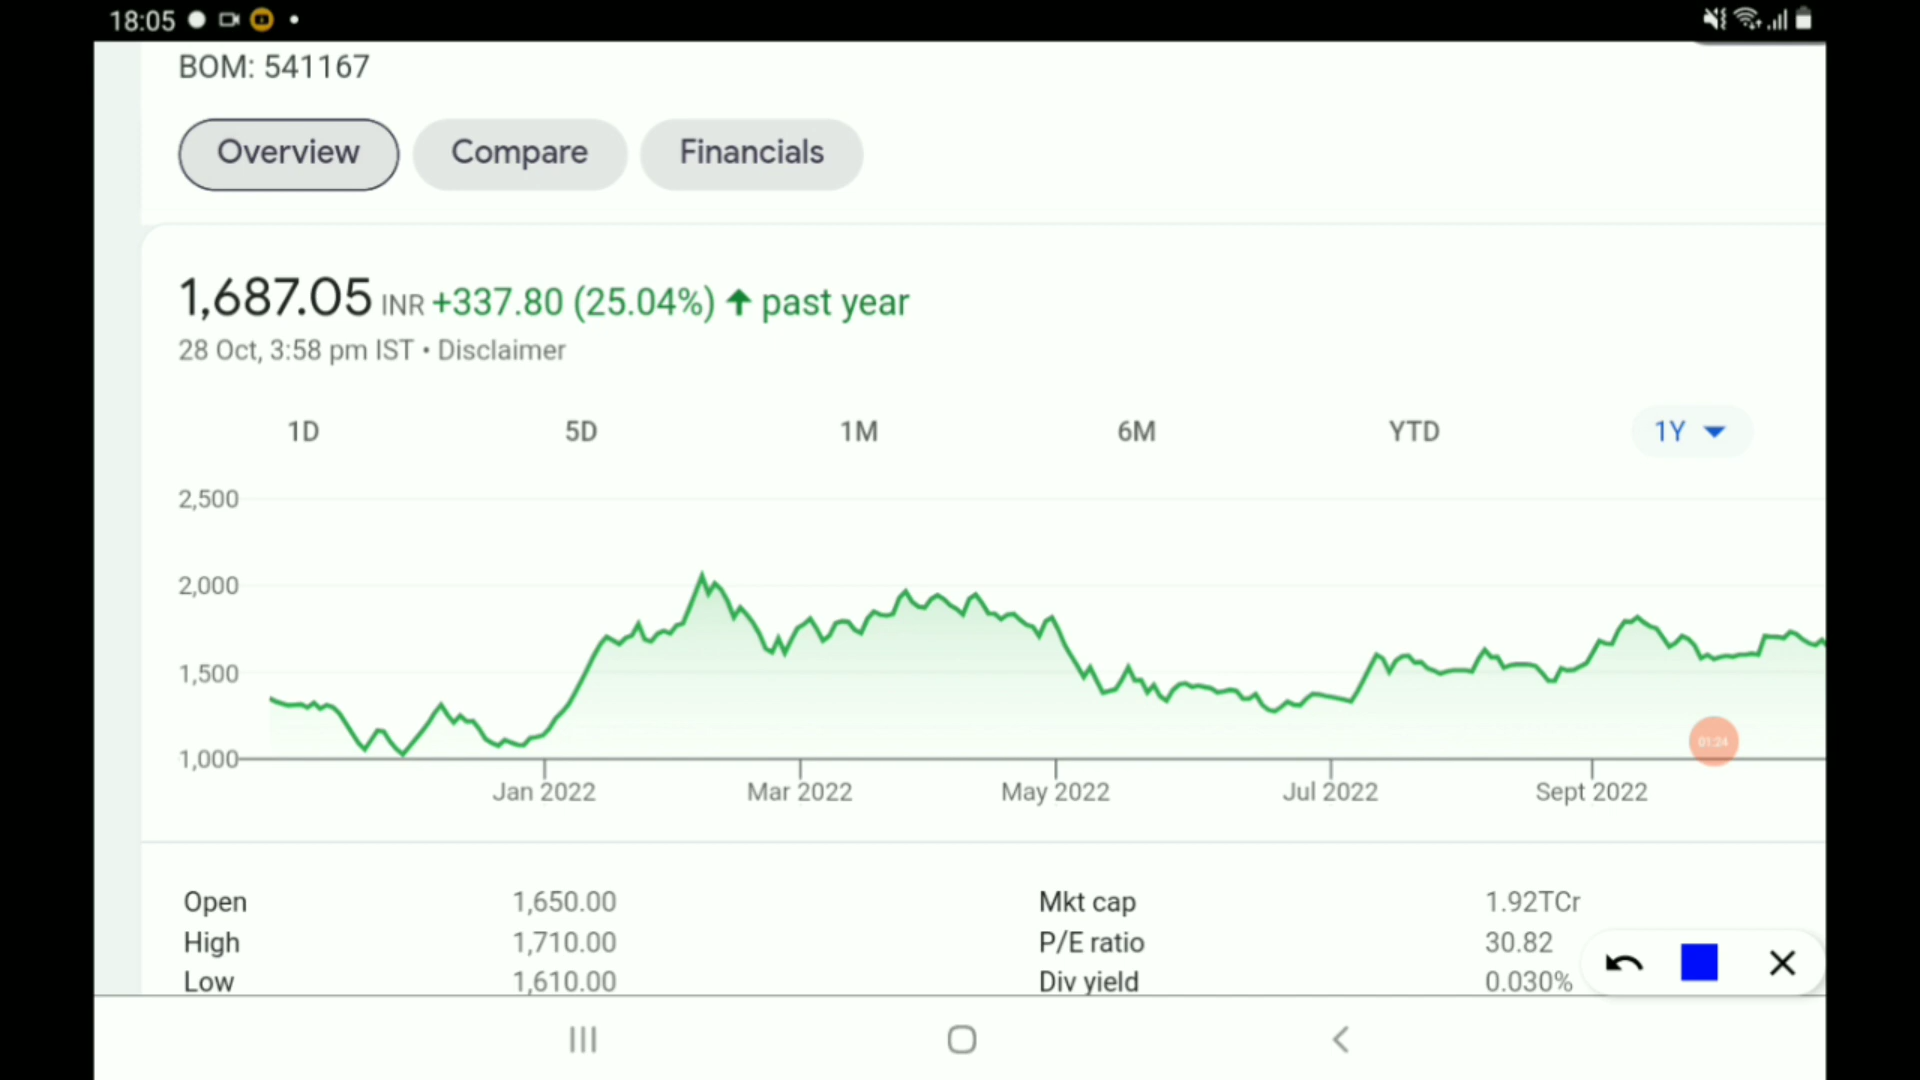 18:05
BOM: 541167
Overview Compare Financials
1,687.05 INR +337.80 (25.04%) ↑ past year
28 Oct, 3:58 pm IST • Disclaimer
1D 5D 1M 6M YTD 1Y
2,500
2,000
1,500
1,000
01:24
Jan 2022 Mar 2022 May 2022 Jul 2022 Sept 2022
Open 1,650.00 Mkt cap 1.92TCr
High 1,710.00 P/E ratio 30.82
Low 1,610.00 Div yield 0.030%